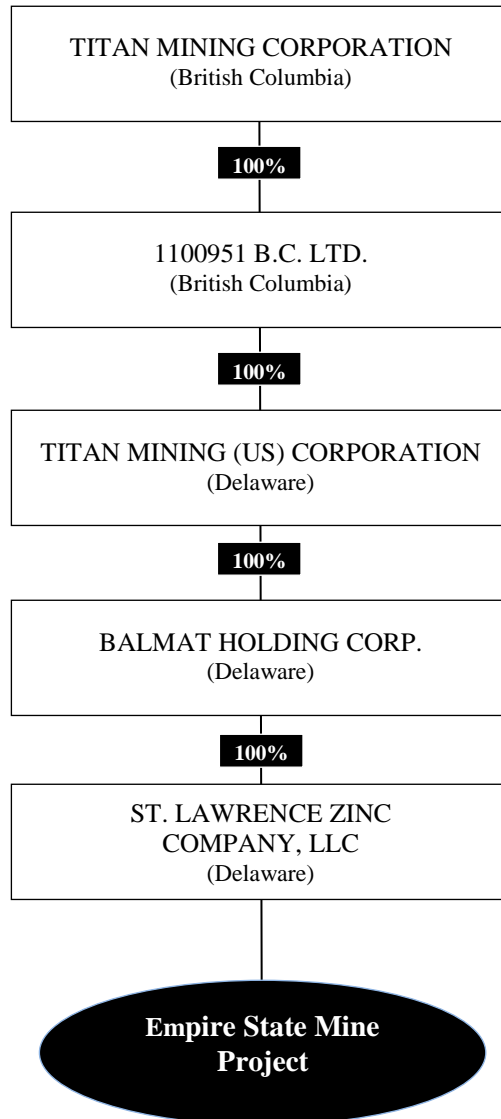 TITAN MINING CORPORATION
(British Columbia)
100%
1100951 B.C. LTD.
(British Columbia)
100%
TITAN MINING (US) CORPORATION
(Delaware)
100%
BALMAT HOLDING CORP.
(Delaware)
100%
ST. LAWRENCE ZINC
COMPANY, LLC
(Delaware)
Empire State Mine
Project